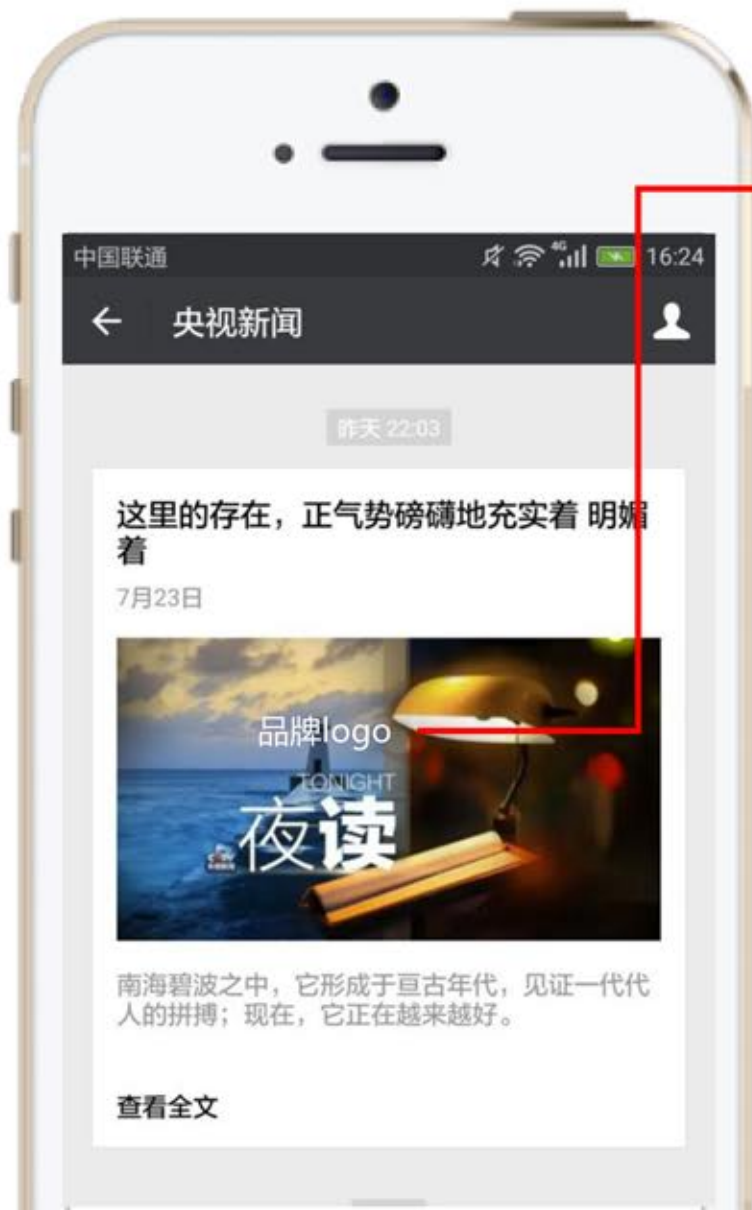 中国联通 4G 16:24
央视新闻
昨天 22:03
这里的存在，正气势磅礴地充实着 明媚
着
7月23日
品牌logo
TONIGHT
夜读
南海碧波之中，它形成于亘古年代，见证一代代
人的拼搏；现在，它正在越来越好。
查看全文